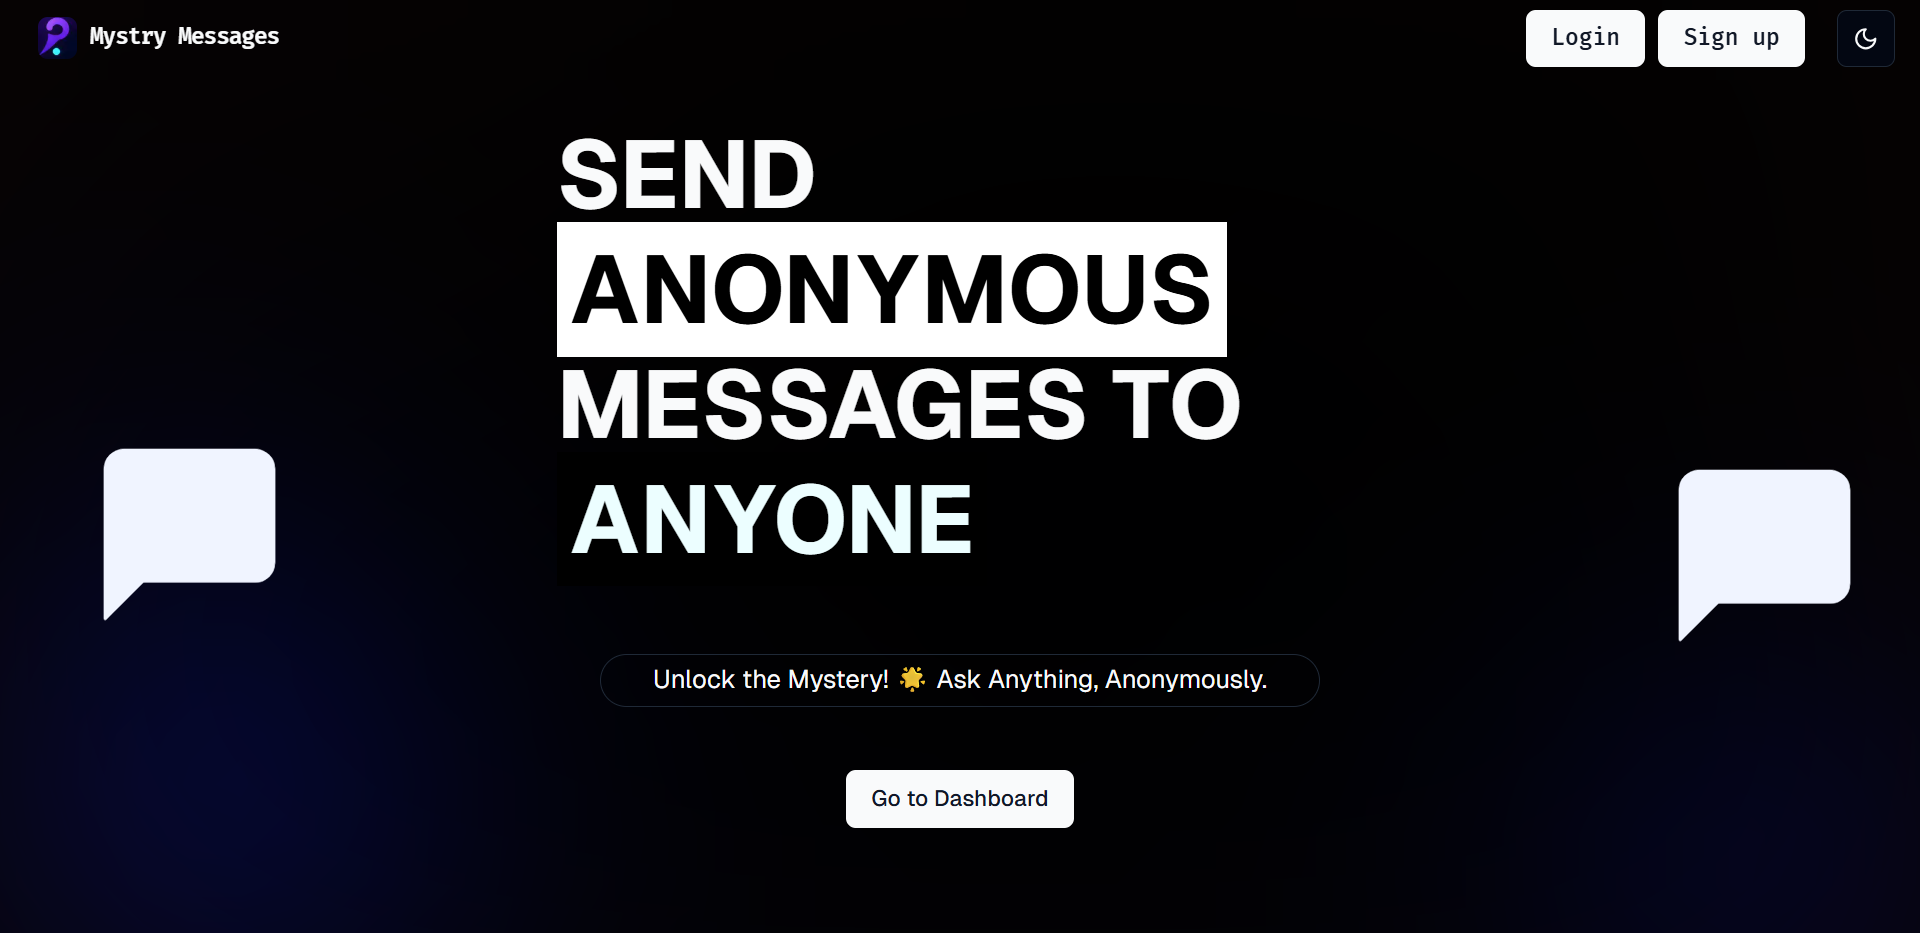 Mystry Messages
Login
Sign up
SEND
ANONYMOUS
MESSAGES TO
ANYONE
Unlock the Mystery! 🌟 Ask Anything, Anonymously.
Go to Dashboard